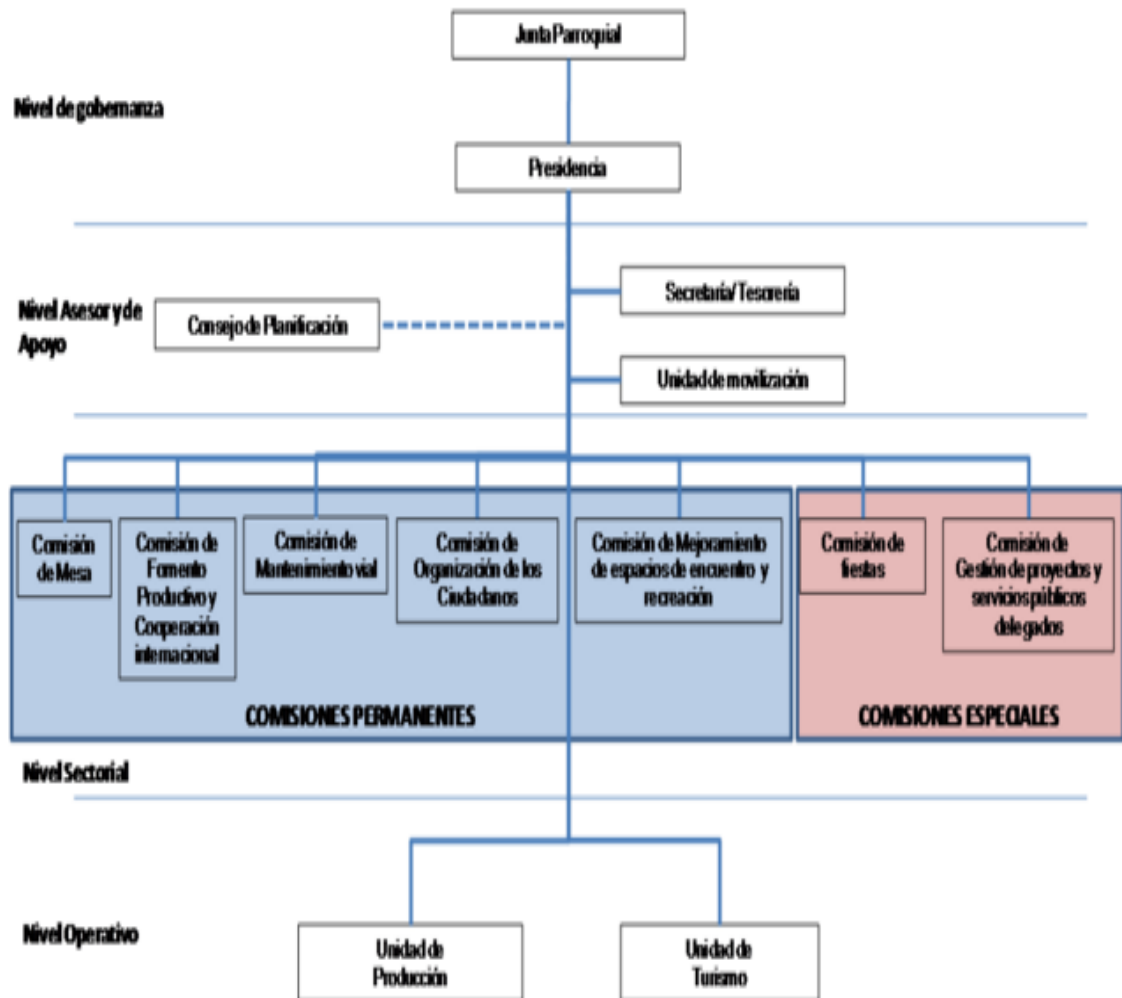 Junta Parroquial
Nivel de gobernanza
Presidencia
Secretaría/ Tesorería
Nivel Asesor y de
Apoyo
Consejo de Planificación
Unidad de movilización
Comisión
de Mesa
Comisión de
Fomento
Productivo y
Cooperación
internacional
Comisión de
Mantenimiento vial
Comisión de
Organización de los
Ciudadanos
Comisión de Mejoramiento
de espacios de encuentro y
recreación
Comisión de
fiestas
Comisión de
Gestión de proyectos y
servicios públicos
delegados
COMISIONES PERMANENTES
COMISIONES ESPECIALES
Nivel Sectorial
Nivel Operativo
Unidad de
Producción
Unidad de
Turismo